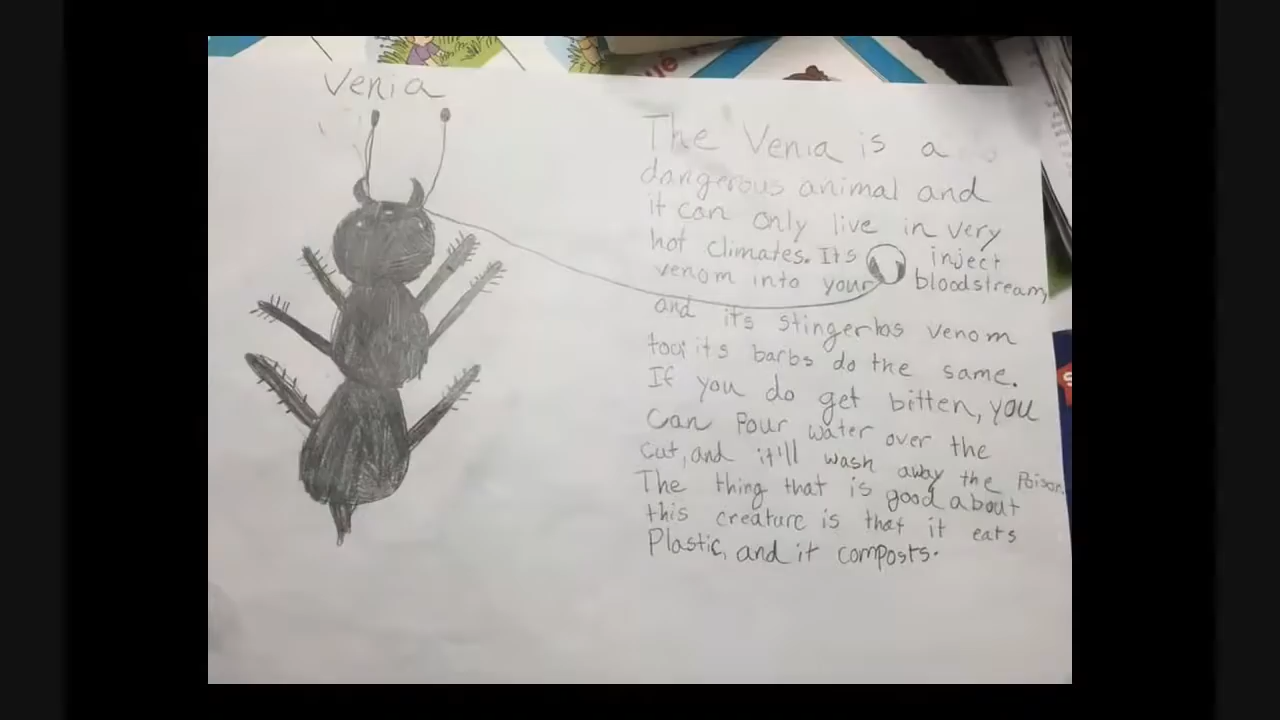 Venia
The Venia is a
dangerous animal and
it can only live in very
hot climates. Its inject
venom into your bloodstream,
and its stinger has venom
too; its barbs do the same.
If you do get bitten, you
can Pour water over the
cut, and it'll wash away the Poison.
The thing that is good about
this creature is that it eats
Plastic, and it composts.